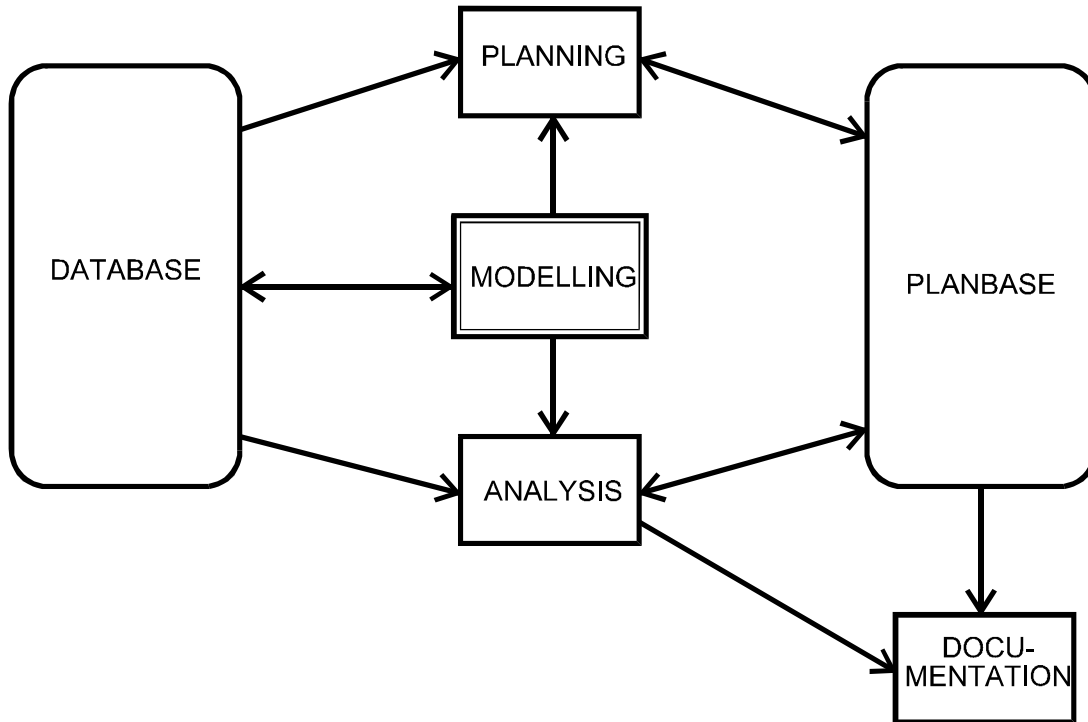 PLANNING
DATABASE
MODELLING
PLANBASE
ANALYSIS
DOCU-
MENTATION